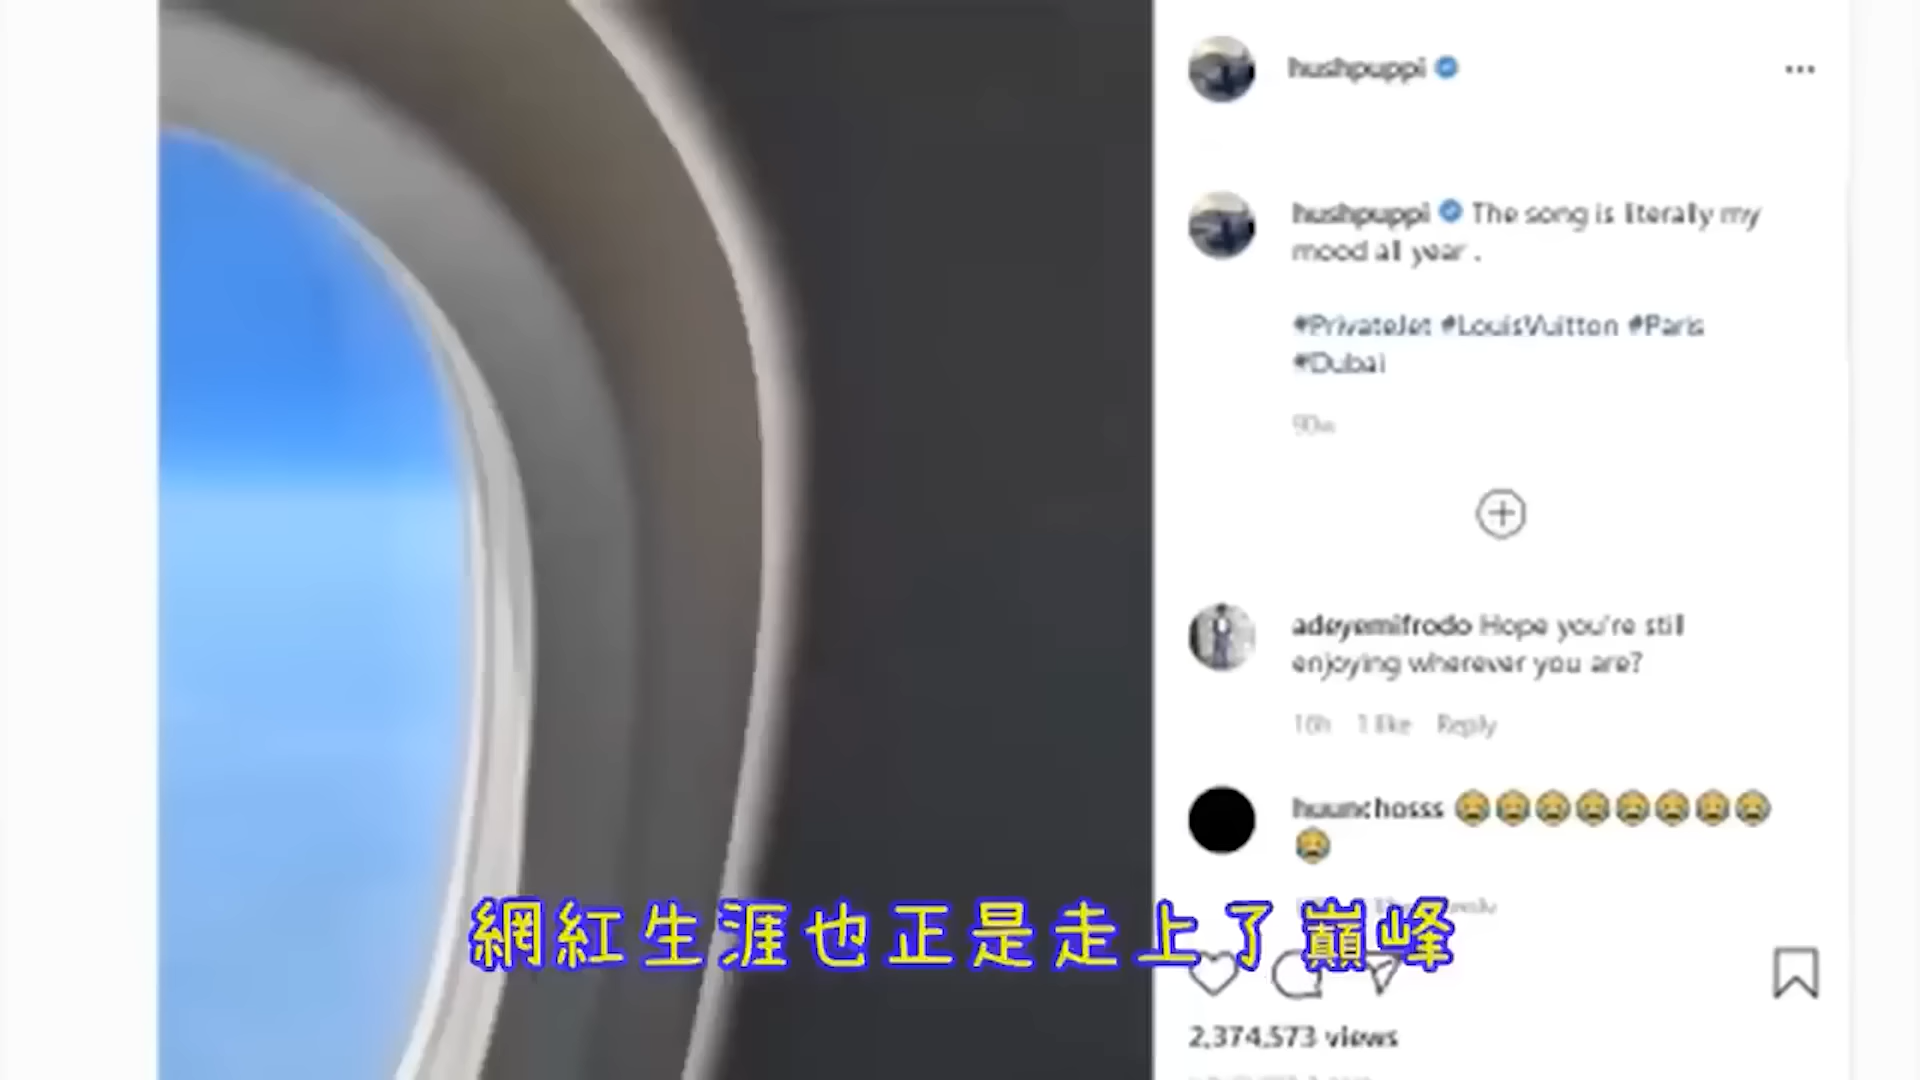 hushpuppi
hushpuppi The song is literally my
mood all year .
#PrivateJet #LouisVuitton #Paris
#Dubai
90w
adeyemifrodo Hope you're still
enjoying wherever you are?
16h 1 like Reply
huunchosss 😂😂😂😂😂😂😂😂
😂
網紅生涯也正是走上了巔峰
2,374,573 views